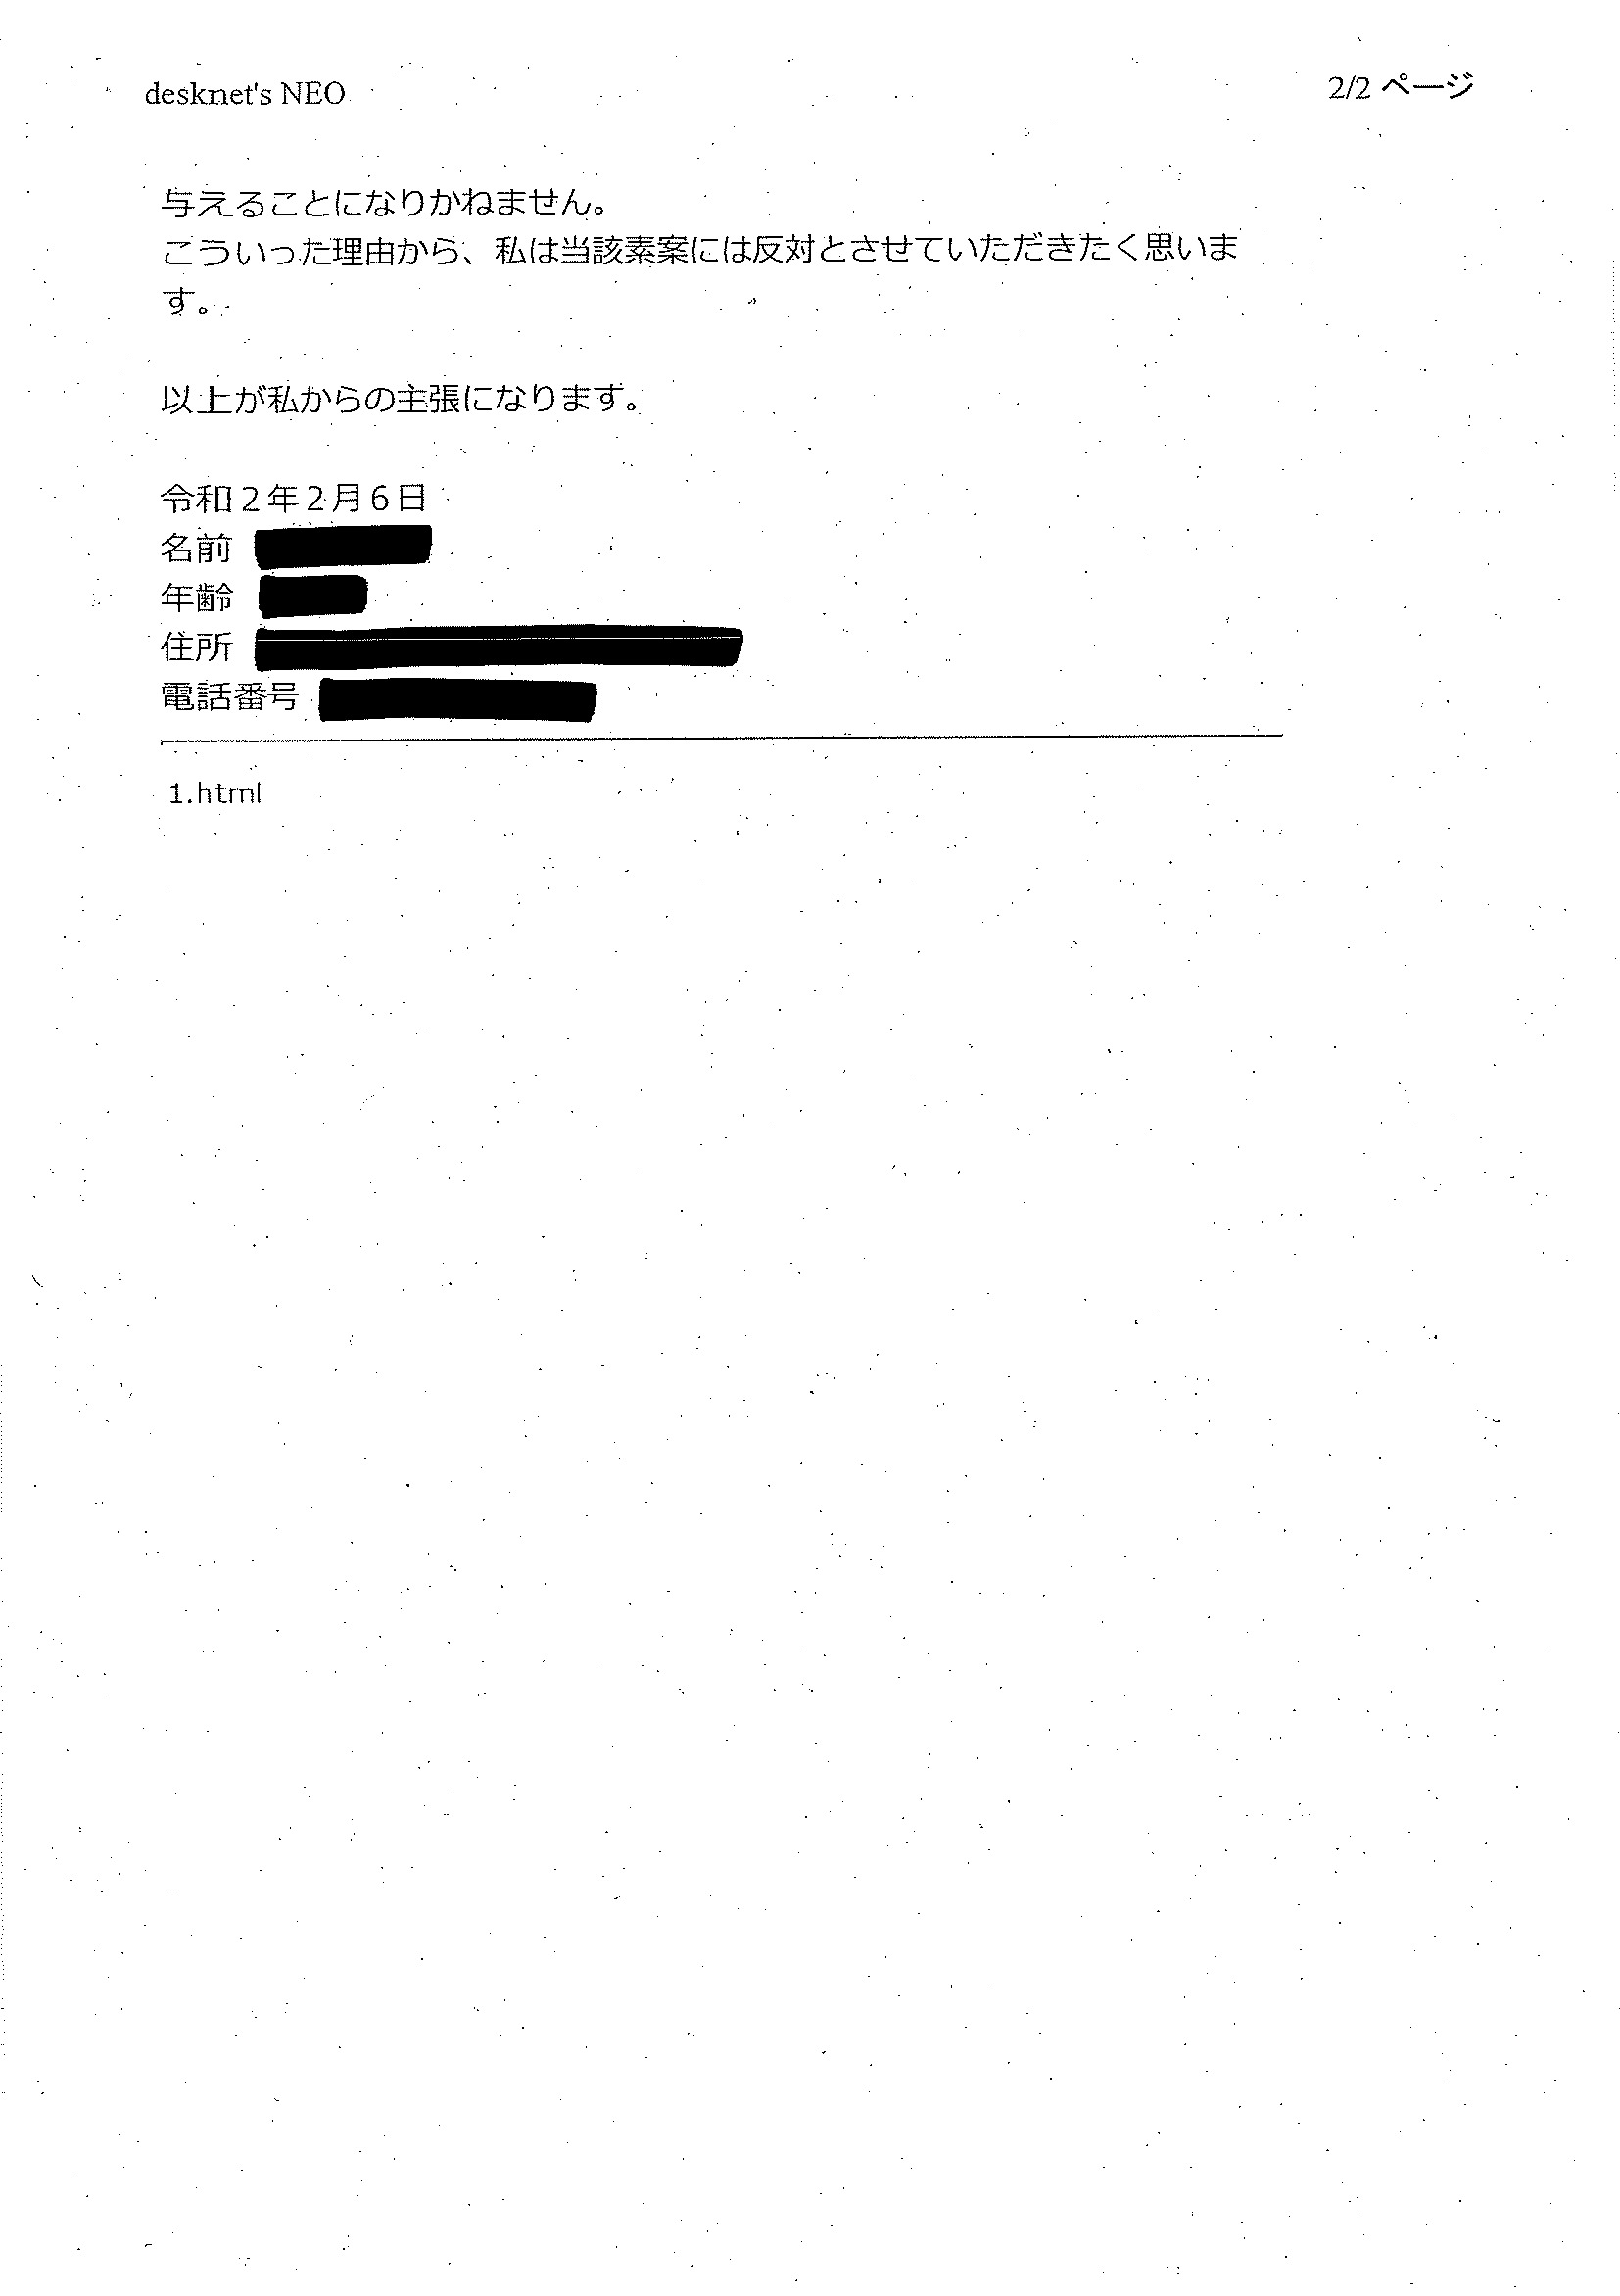 desknet's NEO
2/2 ページ
与えることになりかねません。
こういった理由から、私は当該素案には反対とさせていただきたく思いま
す。
以上が私からの主張になります。
令和２年２月６日
名前
年齢
住所
電話番号
1.html